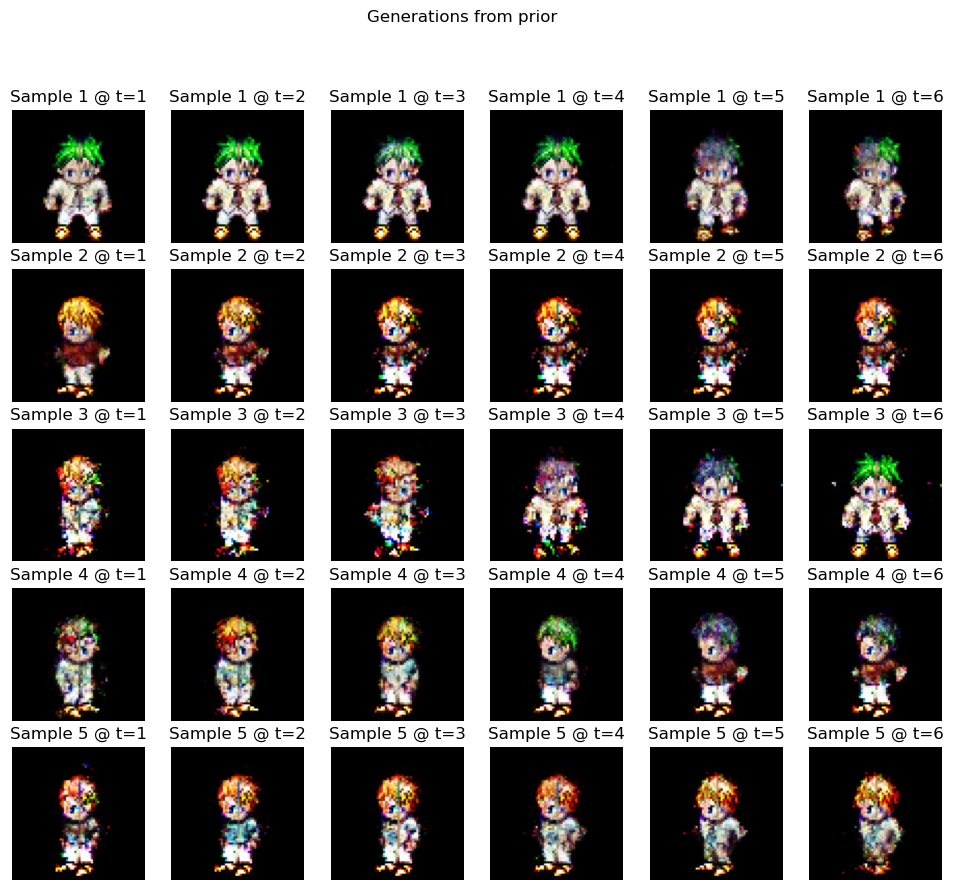 Generations from prior
Sample 1 @ t=1 Sample 1 @ t=2 Sample 1 @ t=3 Sample 1 @ t=4 Sample 1 @ t=5 Sample 1 @ t=6
Sample 2 @ t=1 Sample 2 @ t=2 Sample 2 @ t=3 Sample 2 @ t=4 Sample 2 @ t=5 Sample 2 @ t=6
Sample 3 @ t=1 Sample 3 @ t=2 Sample 3 @ t=3 Sample 3 @ t=4 Sample 3 @ t=5 Sample 3 @ t=6
Sample 4 @ t=1 Sample 4 @ t=2 Sample 4 @ t=3 Sample 4 @ t=4 Sample 4 @ t=5 Sample 4 @ t=6
Sample 5 @ t=1 Sample 5 @ t=2 Sample 5 @ t=3 Sample 5 @ t=4 Sample 5 @ t=5 Sample 5 @ t=6